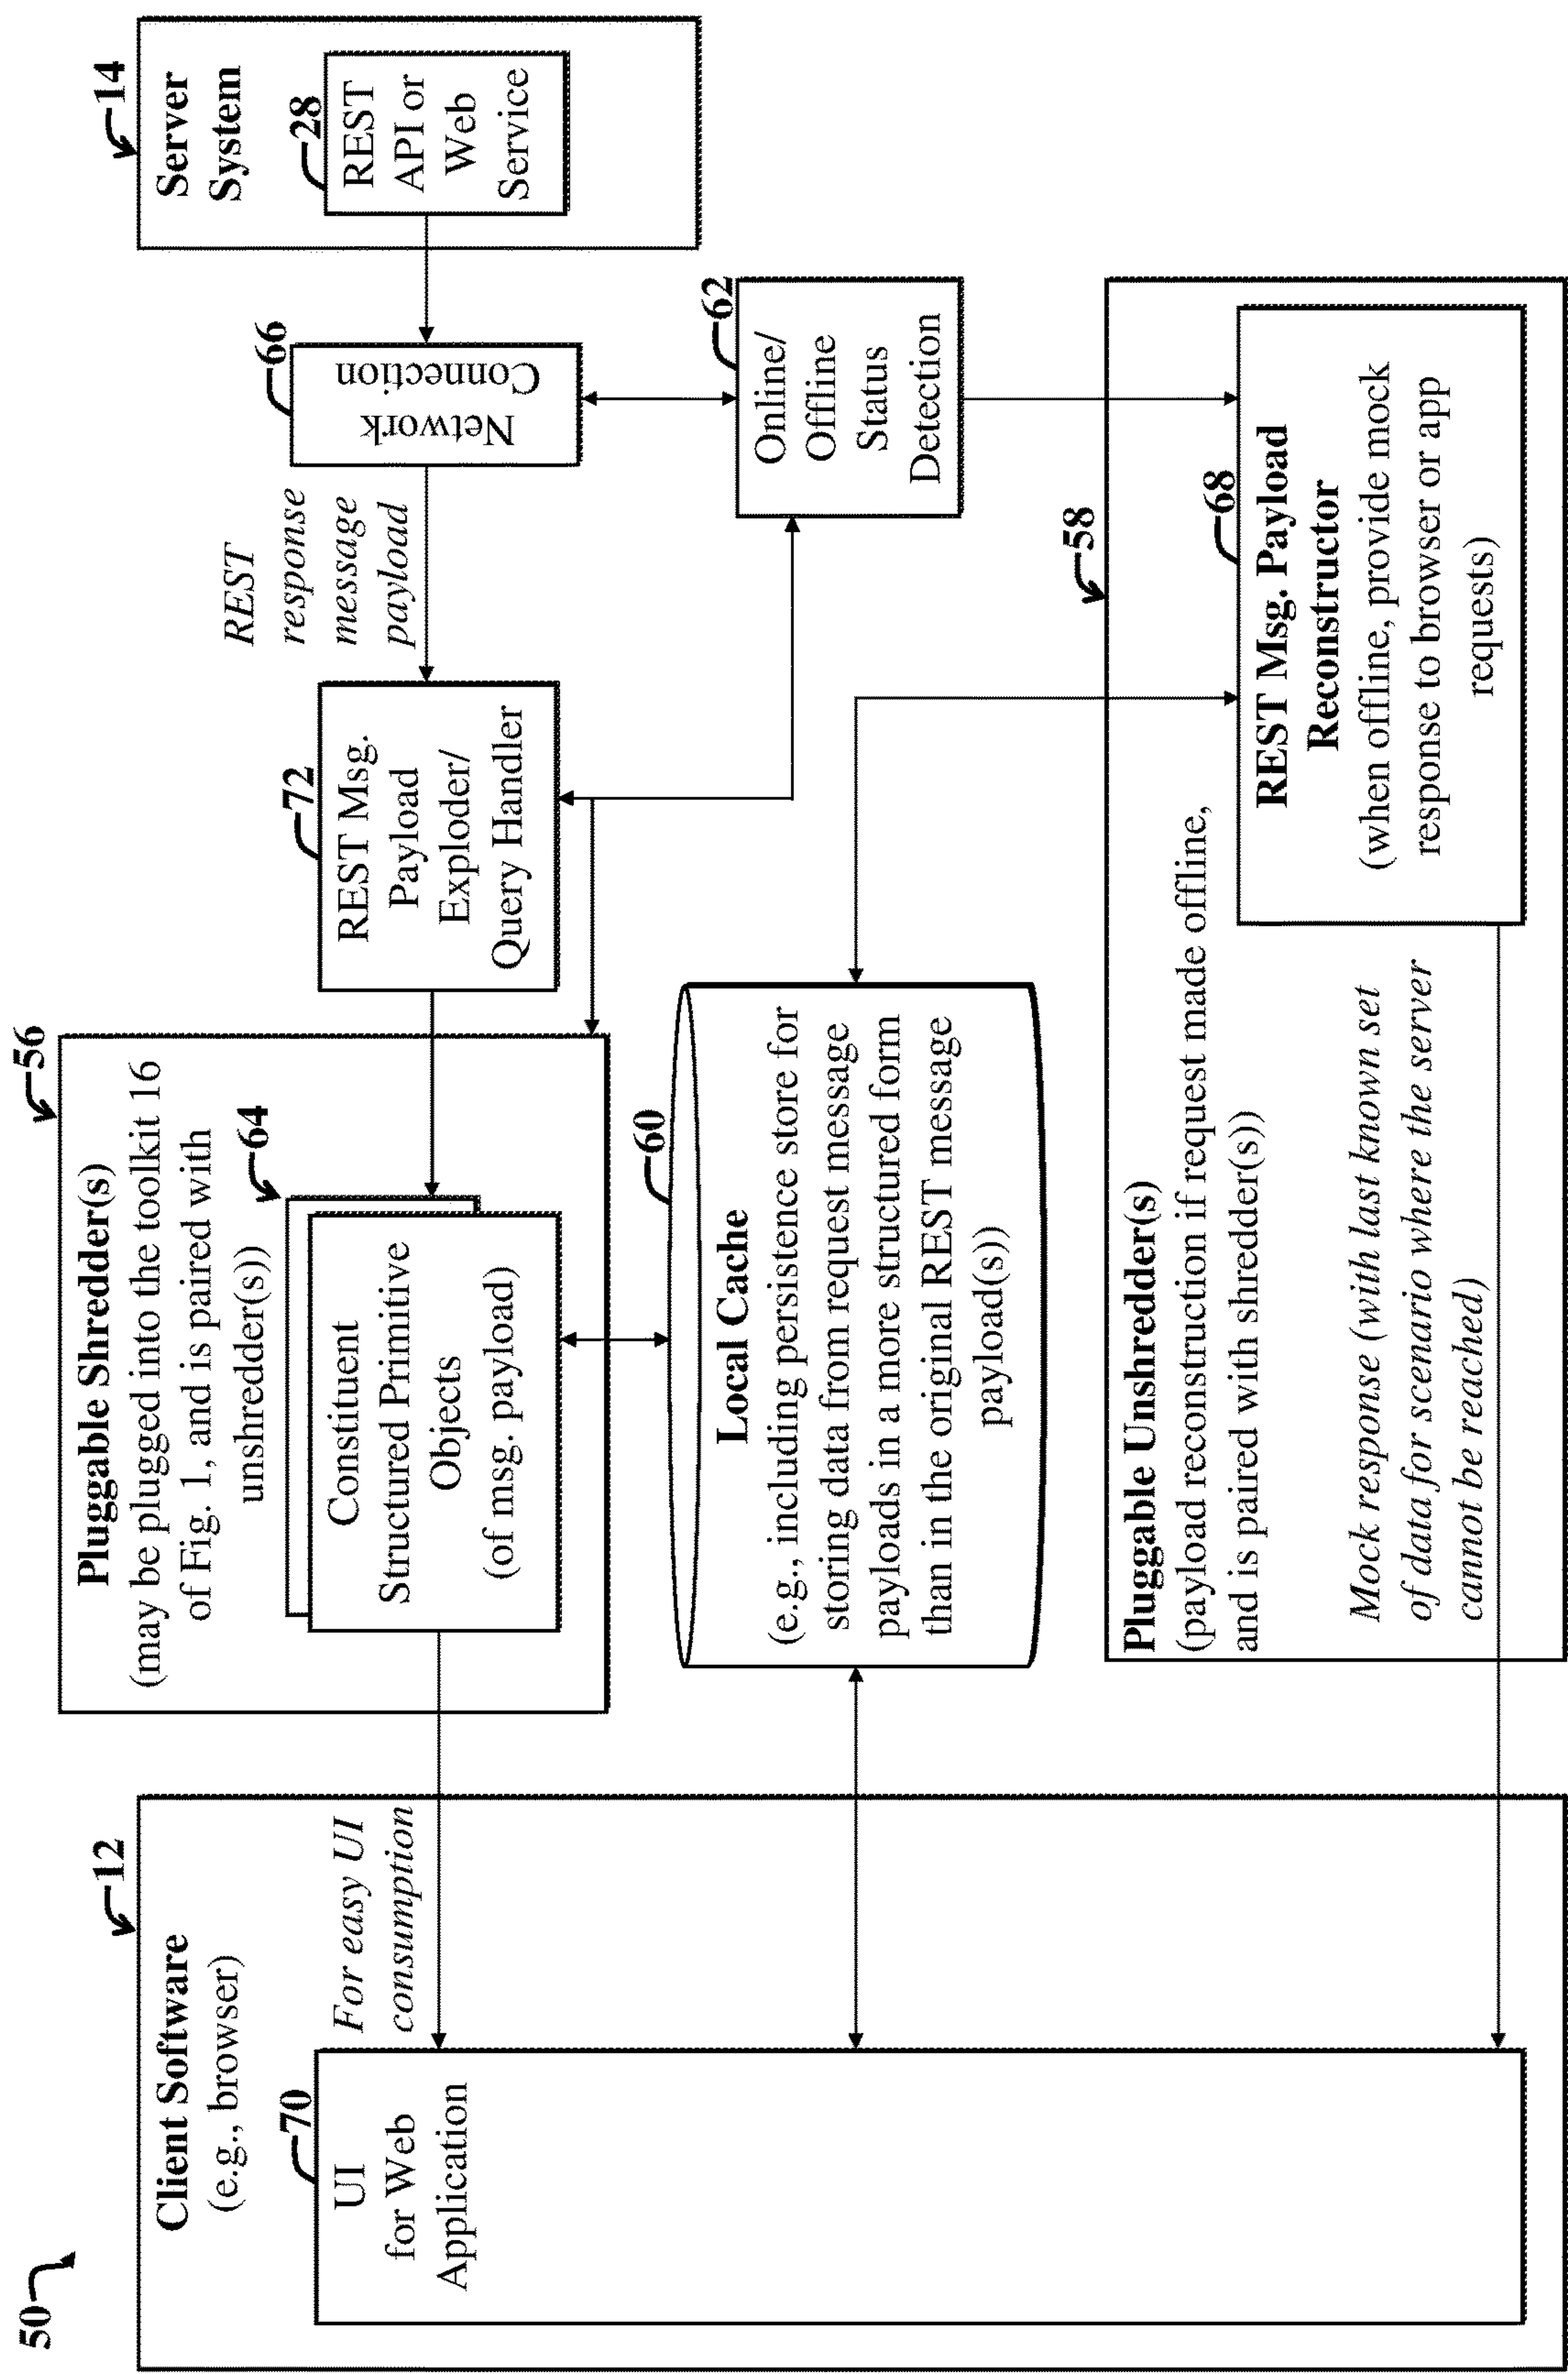 50
12
Client Software
(e.g., browser)
70
UI
for Web
Application
For easy UI
consumption
56
Pluggable Shredder(s)
(may be plugged into the toolkit 16
of Fig. 1, and is paired with
unshredder(s))
64
Constituent
Structured Primitive
Objects
(of msg. payload)
60
Local Cache
(e.g., including persistence store for
storing data from request message
payloads in a more structured form
than in the original REST message
payload(s))
72
REST Msg.
Payload
Exploder/
Query Handler
REST
response
message
payload
66
Network
Connection
14
Server
System
28
REST
API or
Web
Service
62
Online/
Offline
Status
Detection
58
Pluggable Unshredder(s)
(payload reconstruction if request made offline,
and is paired with shredder(s))
Mock response (with last known set
of data for scenario where the server
cannot be reached)
68
REST Msg. Payload
Reconstructor
(when offline, provide mock
response to browser or app
requests)